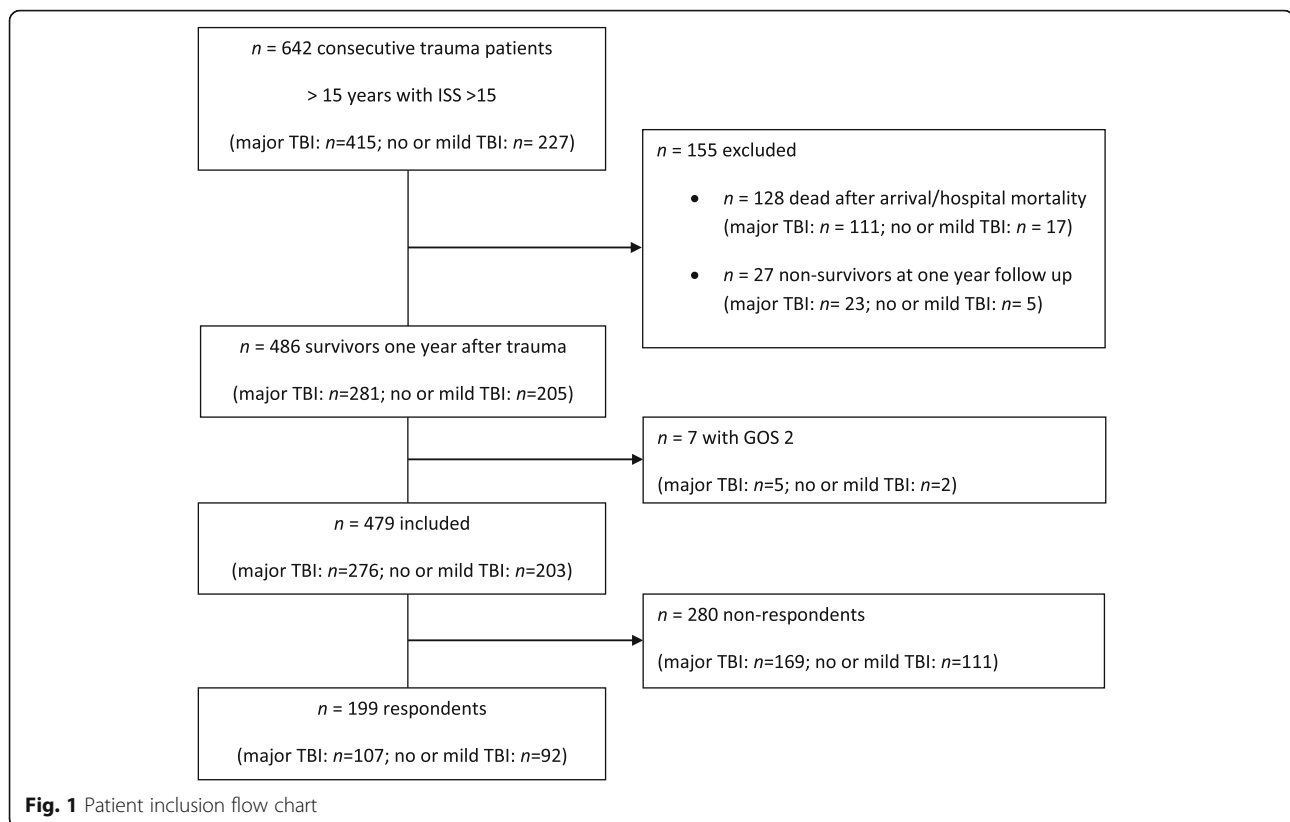 n = 642 consecutive trauma patients
> 15 years with ISS >15
(major TBI: n=415; no or mild TBI: n= 227)
n = 155 excluded
• n = 128 dead after arrival/hospital mortality
(major TBI: n = 111; no or mild TBI: n = 17)
• n = 27 non-survivors at one year follow up
(major TBI: n= 23; no or mild TBI: n= 5)
n = 486 survivors one year after trauma
(major TBI: n=281; no or mild TBI: n=205)
n = 7 with GOS 2
(major TBI: n=5; no or mild TBI: n=2)
n = 479 included
(major TBI: n=276; no or mild TBI: n=203)
n = 280 non-respondents
(major TBI: n=169; no or mild TBI: n=111)
n = 199 respondents
(major TBI: n=107; no or mild TBI: n=92)
Fig. 1 Patient inclusion flow chart